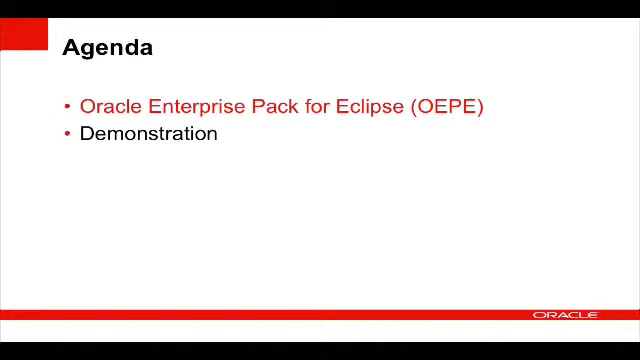 Agenda
• Oracle Enterprise Pack for Eclipse (OEPE)
• Demonstration
ORACLE